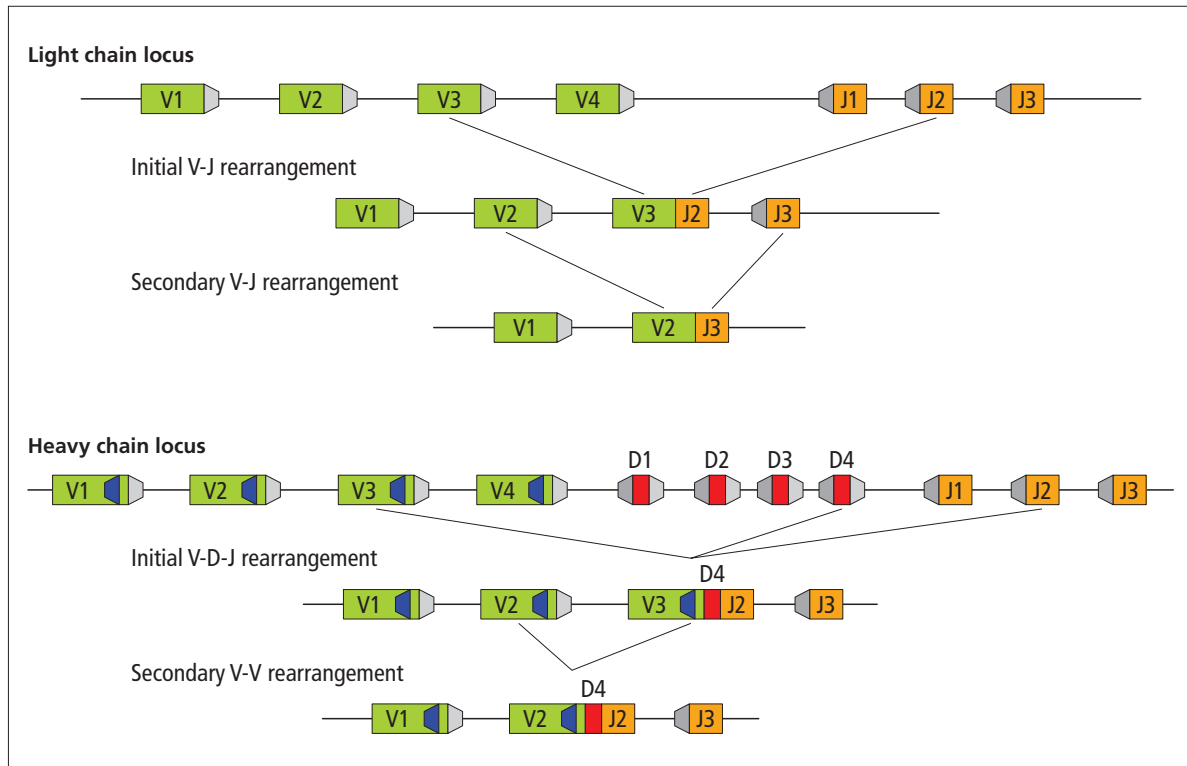 Light chain locus
V1 V2 V3 V4 J1 J2 J3
Initial V-J rearrangement
V1 V2 V3 J2 J3
Secondary V-J rearrangement
V1 V2 J3
Heavy chain locus
D1 D2 D3 D4
V1 V2 V3 V4 J1 J2 J3
Initial V-D-J rearrangement
D4
V1 V2 V3 J2 J3
Secondary V-V rearrangement
D4
V1 V2 J2 J3